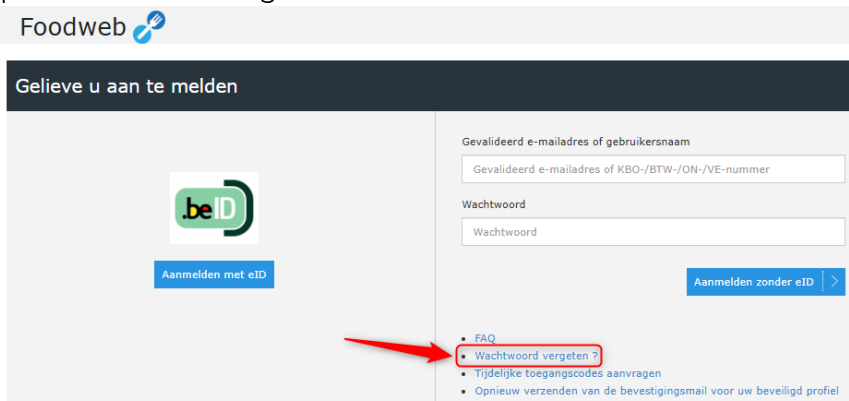 Foodweb
Gelieve u aan te melden
.beID
Aanmelden met eID
Gevalideerd e-mailadres of gebruikersnaam
Gevalideerd e-mailadres of KBO-/BTW-/ON-/VE-nummer
Wachtwoord
Wachtwoord
Aanmelden zonder eID
FAQ
Wachtwoord vergeten ?
Tijdelijke toegangscodes aanvragen
Opnieuw verzenden van de bevestigingsmail voor uw beveiligd profiel